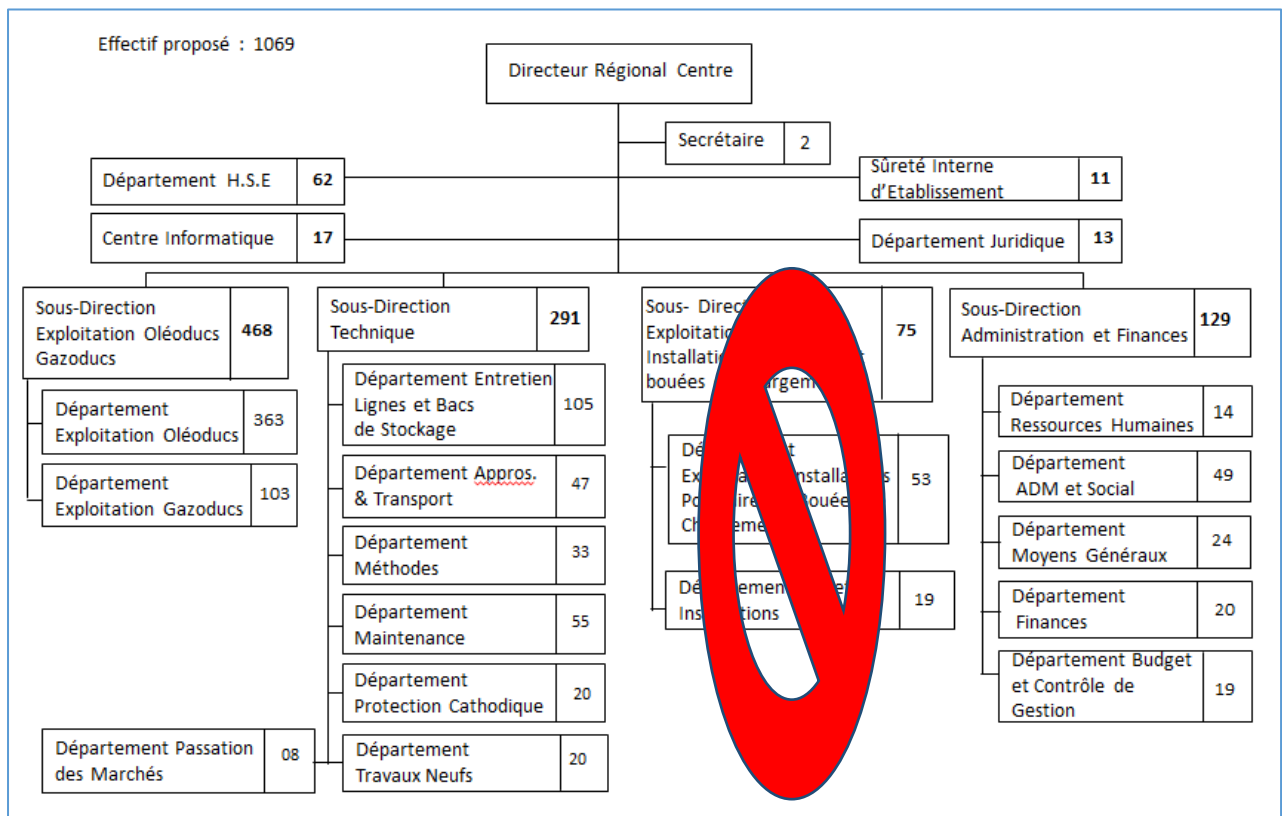 Effectif proposé : 1069
Directeur Régional Centre
Secrétaire 2
Département H.S.E 62
Sûreté Interne
d'Etablissement 11
Centre Informatique 17
Département Juridique 13
Sous-Direction
Exploitation Oléoducs
Gazoducs 468
Département
Exploitation Oléoducs 363
Département
Exploitation Gazoducs 103
Sous-Direction
Technique 291
Département Entretien
Lignes et Bacs
de Stockage 105
Département Appros.
& Transport 47
Département
Méthodes 33
Département
Maintenance 55
Département
Protection Cathodique 20
Département
Travaux Neufs 20
Département Passation
des Marchés 08
Sous- 75
bouées
53
19
Sous-Direction
Administration et Finances 129
Département
Ressources Humaines 14
Département
ADM et Social 49
Département
Moyens Généraux 24
Département
Finances 20
Département Budget
et Contrôle de
Gestion 19